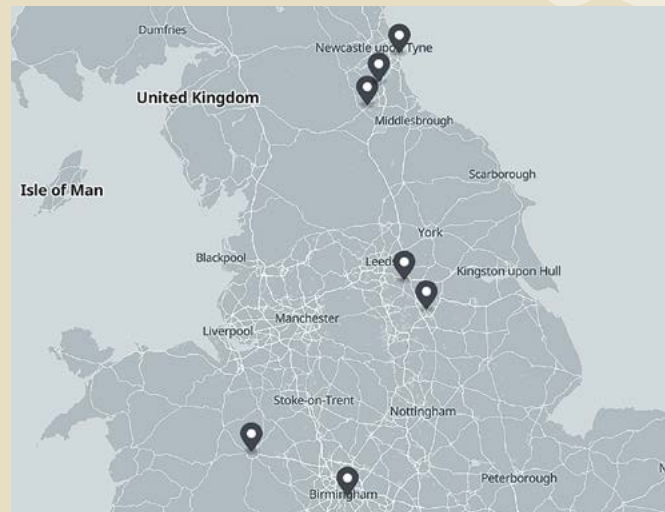 Dumfries
Newcastle upon Tyne
United Kingdom
Middlesbrough
Isle of Man
Scarborough
York
Blackpool
Leeds
Kingston upon Hull
Manchester
Liverpool
Stoke-on-Trent
Nottingham
Peterborough
Birmingham